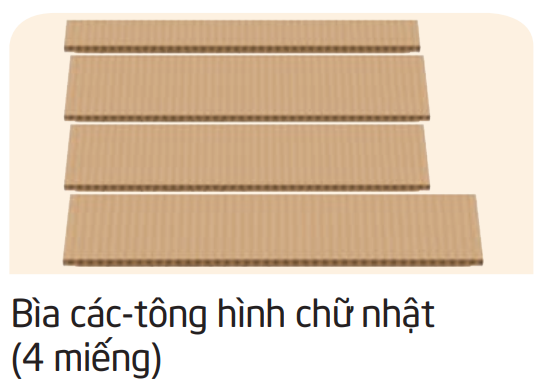 Bìa các-tông hình chữ nhật
(4 miếng)